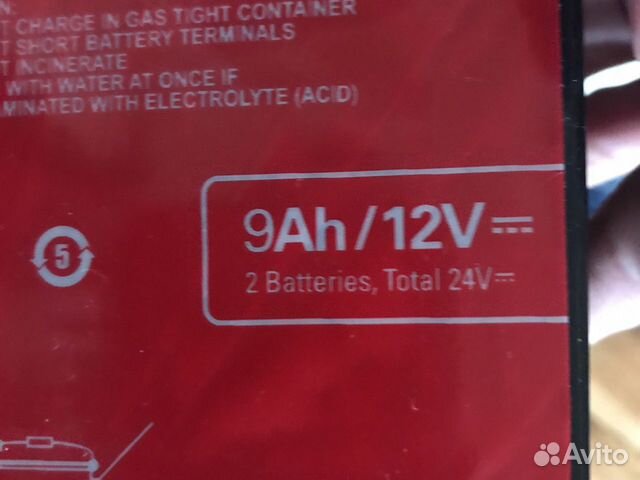 N:
T CHARGE IN GAS TIGHT CONTAINER
T SHORT BATTERY TERMINALS
T INCINERATE
WITH WATER AT ONCE IF
MINATED WITH ELECTROLYTE (ACID)
9Ah/12V⎓
5
2 Batteries, Total 24V⎓
Avito